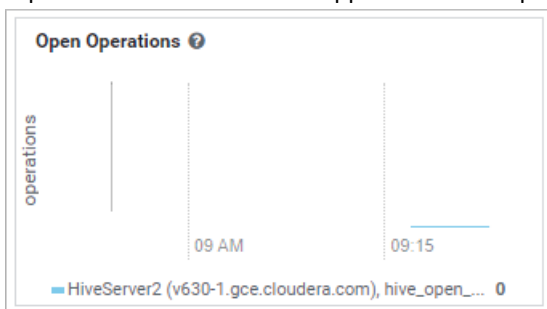 Open Operations
operations
09 AM
09:15
HiveServer2 (v630-1.gce.cloudera.com), hive_open_... 0